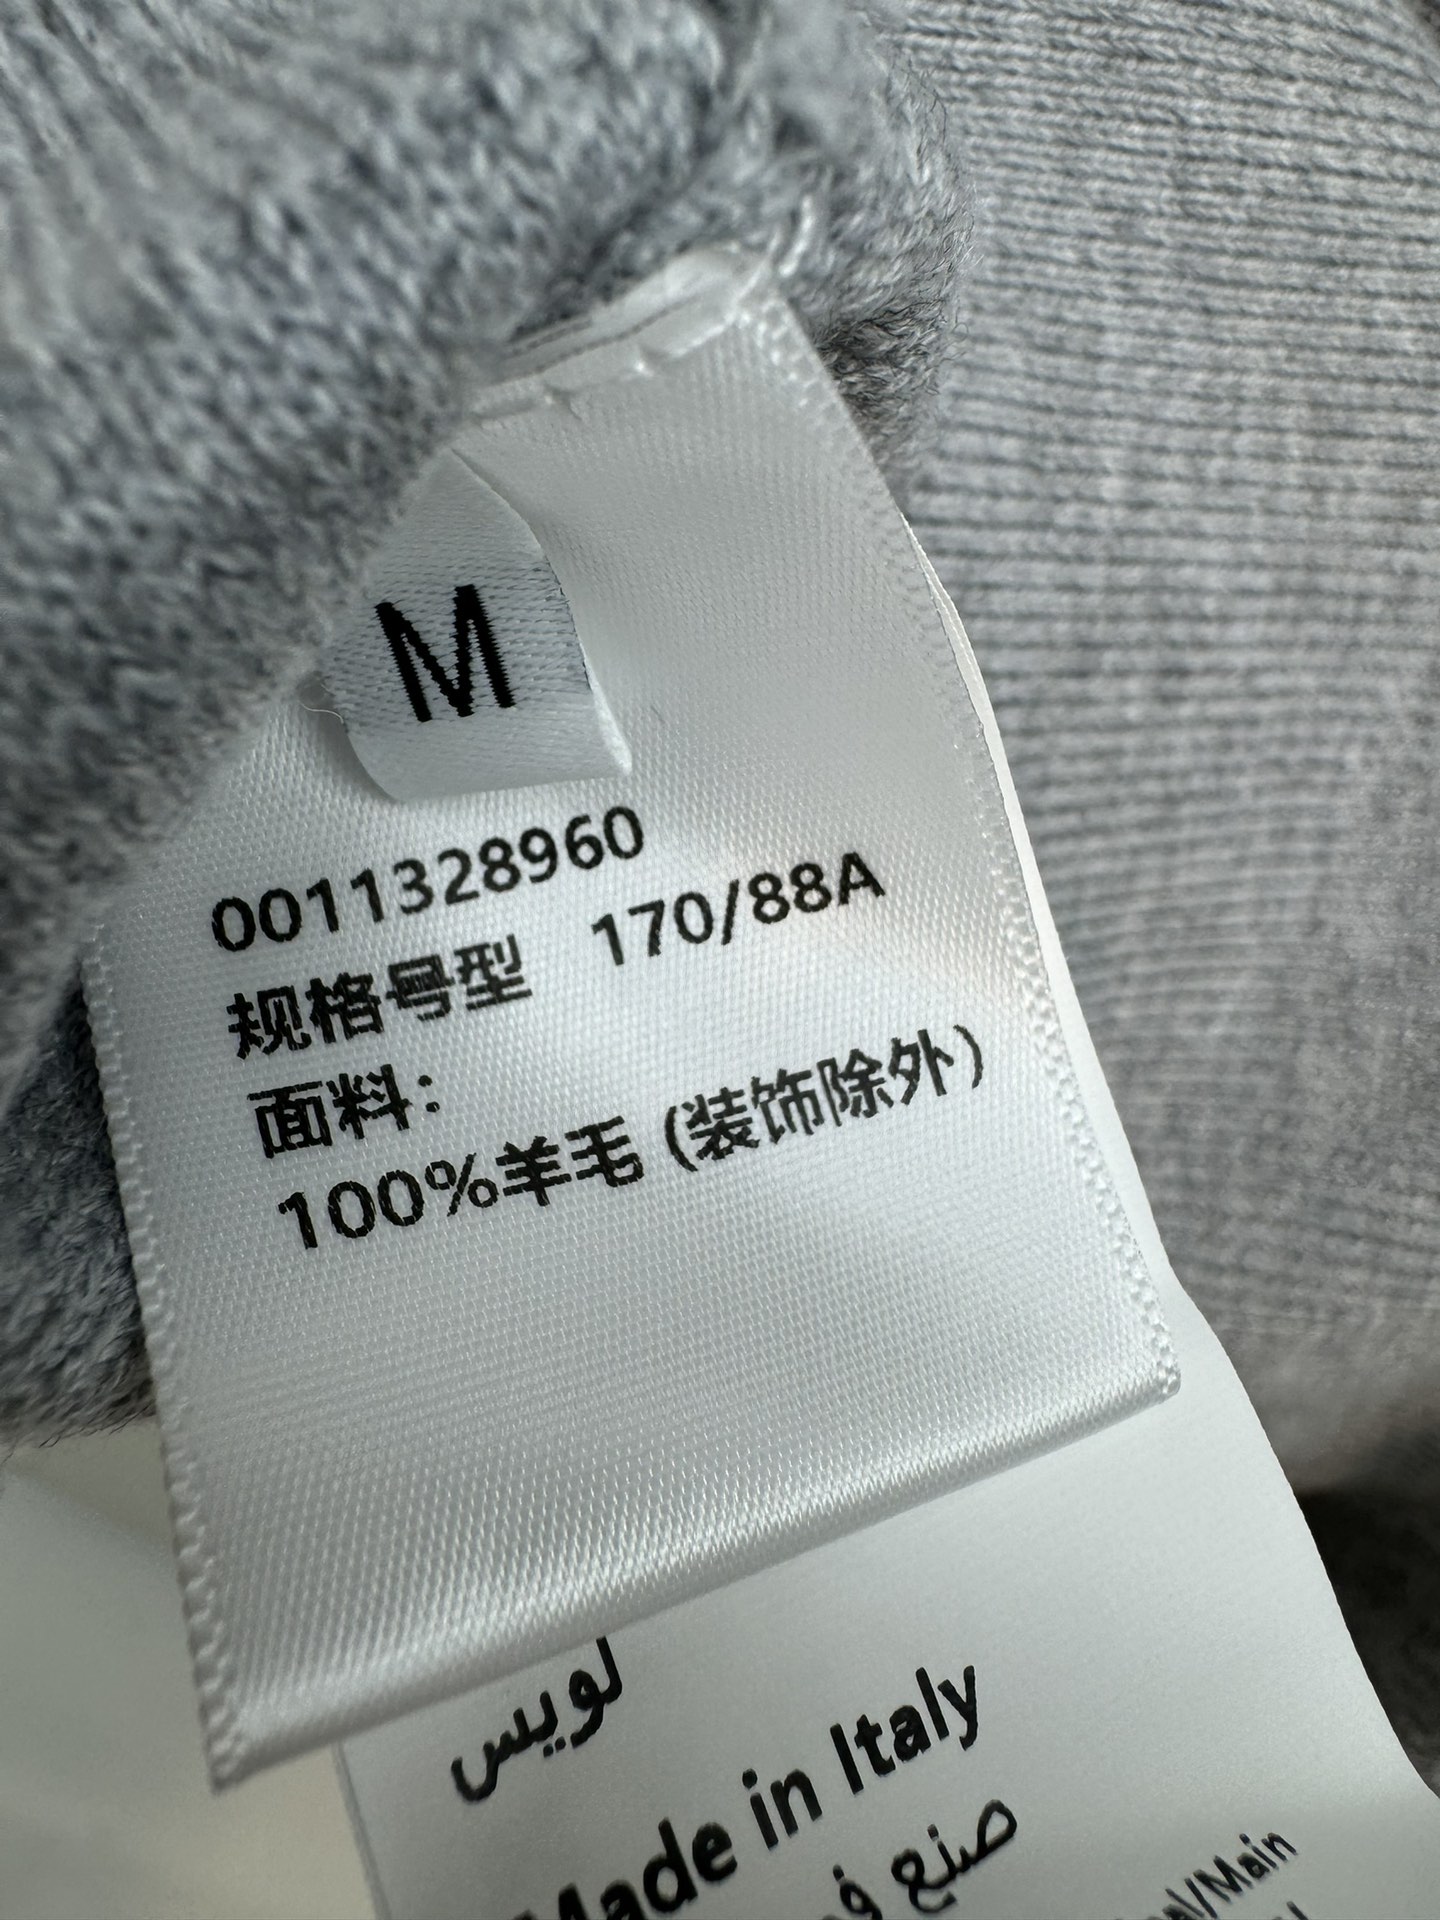 M
0011328960
规格号型 170/88A
面料：
100%羊毛 (装饰除外)
لويس
Made in Italy
صنع في
/Main